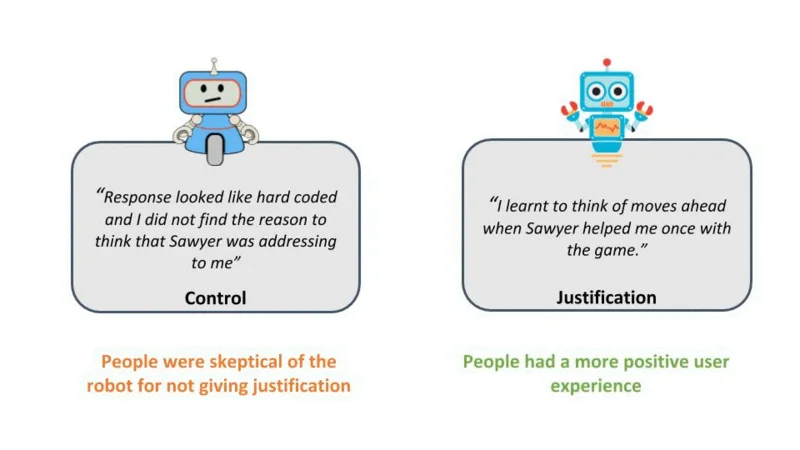 “Response looked like hard coded
and I did not find the reason to
think that Sawyer was addressing
to me”
Control
People were skeptical of the
robot for not giving justification
“I learnt to think of moves ahead
when Sawyer helped me once with
the game.”
Justification
People had a more positive user
experience